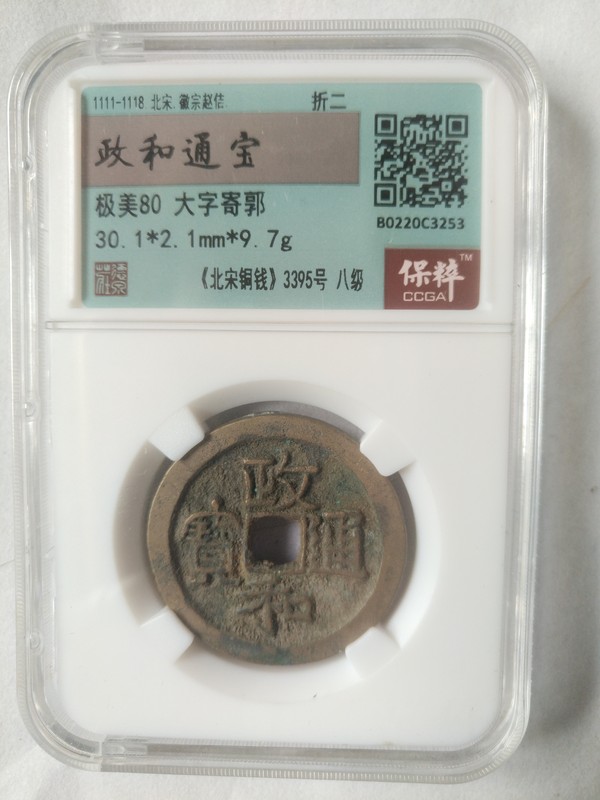 1111-1118 北宋.徽宗赵佶
折二
政和通宝
极美80 大字寄郭
30.1*2.1mm*9.7g
B0220C3253
《北宋铜钱》3395号 八级
保粹™
CCGA
政
寶 通
和